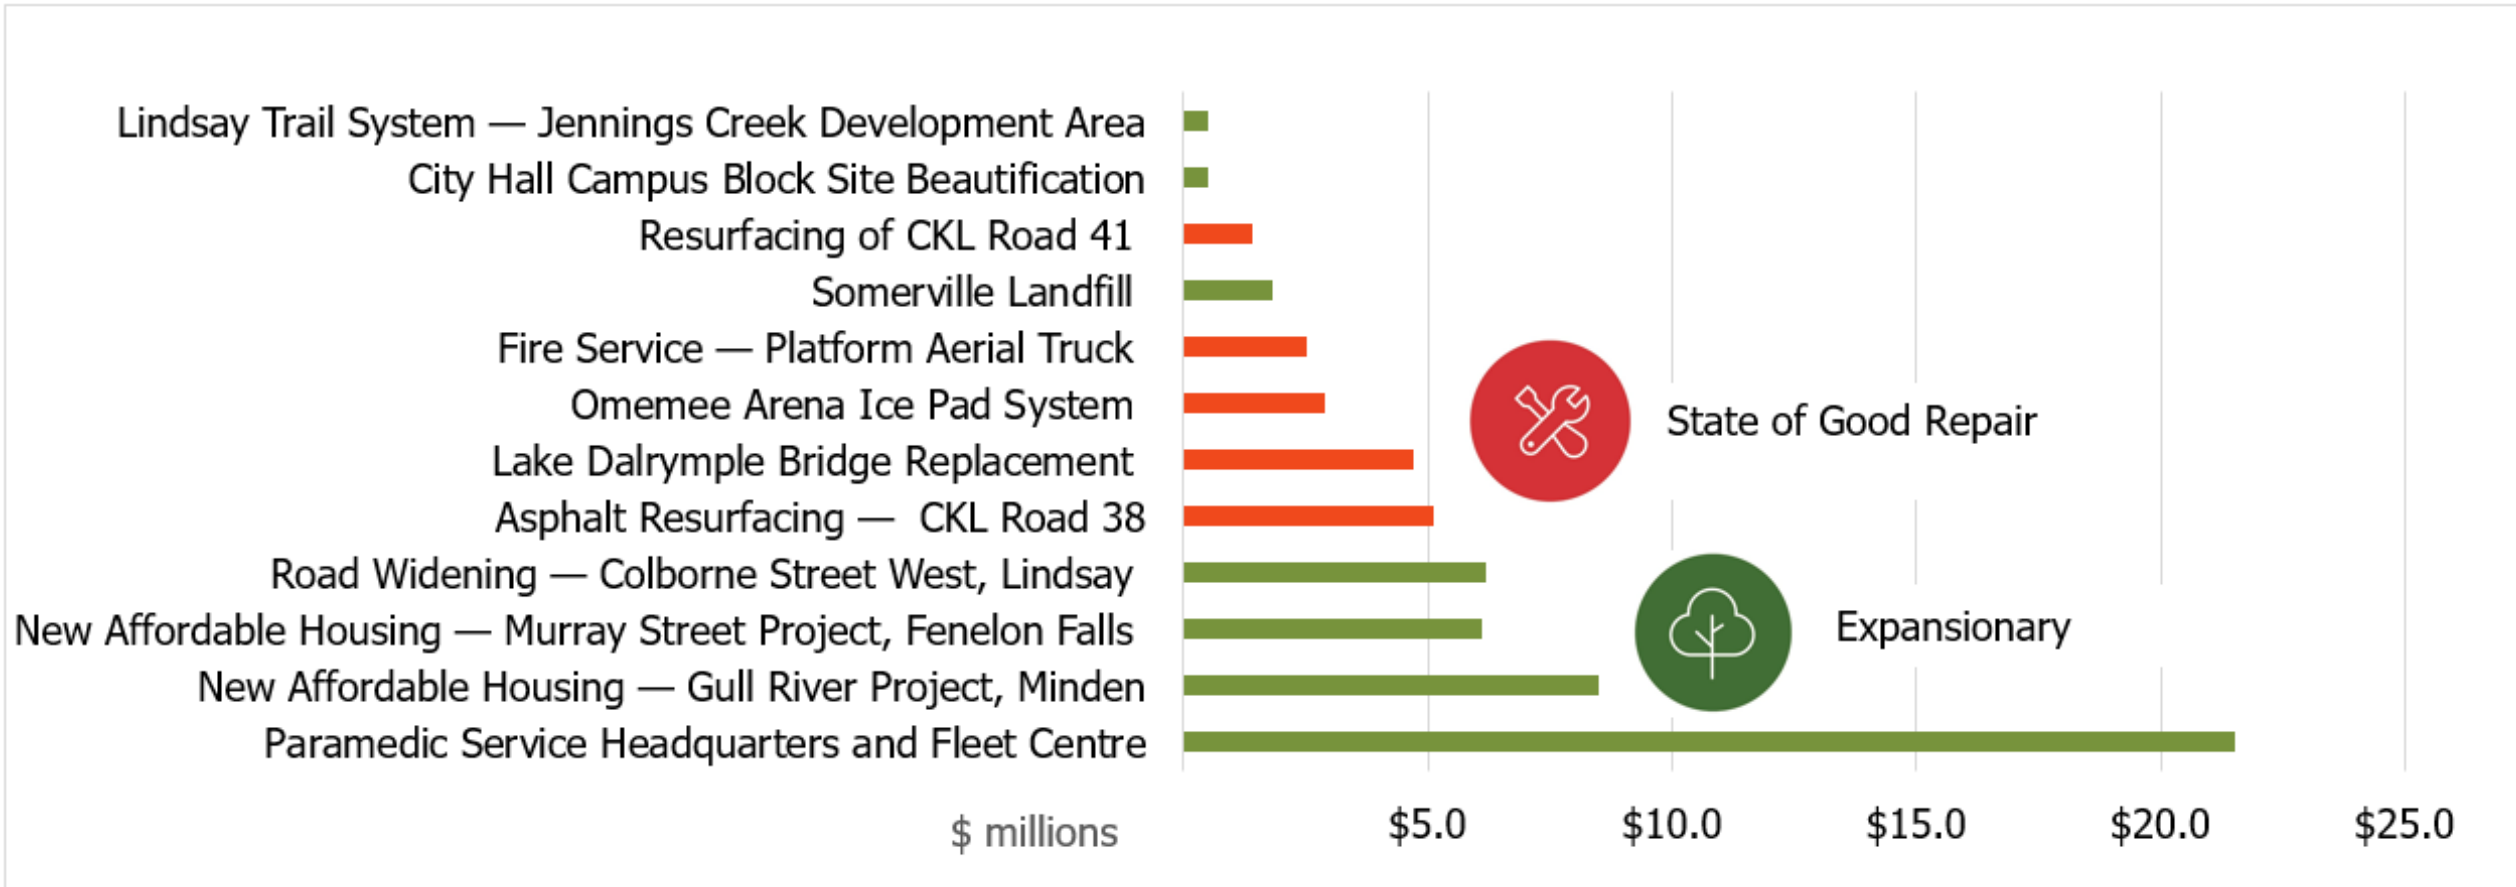 Lindsay Trail System — Jennings Creek Development Area
City Hall Campus Block Site Beautification
Resurfacing of CKL Road 41
Somerville Landfill
Fire Service — Platform Aerial Truck
Omemee Arena Ice Pad System
Lake Dalrymple Bridge Replacement
Asphalt Resurfacing — CKL Road 38
Road Widening — Colborne Street West, Lindsay
New Affordable Housing — Murray Street Project, Fenelon Falls
New Affordable Housing — Gull River Project, Minden
Paramedic Service Headquarters and Fleet Centre
State of Good Repair
Expansionary
$ millions
$5.0
$10.0
$15.0
$20.0
$25.0